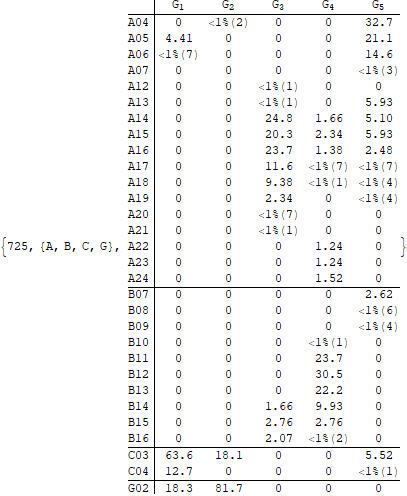 G1 G2 G3 G4 G5
A04 0 <1%(2) 0 0 32.7
A05 4.41 0 0 0 21.1
A06 <1%(7) 0 0 0 14.6
A07 0 0 0 0 <1%(3)
A12 0 0 <1%(1) 0 0
A13 0 0 <1%(1) 0 5.93
A14 0 0 24.8 1.66 5.10
A15 0 0 20.3 2.34 5.93
A16 0 0 23.7 1.38 2.48
A17 0 0 11.6 <1%(7) <1%(7)
A18 0 0 9.38 <1%(1) <1%(4)
A19 0 0 2.34 0 <1%(4)
A20 0 0 <1%(7) 0 0
A21 0 0 <1%(1) 0 0
{725, {A, B, C, G}, A22 0 0 0 1.24 0 }
A23 0 0 0 1.24 0
A24 0 0 0 1.52 0
B07 0 0 0 0 2.62
B08 0 0 0 0 <1%(6)
B09 0 0 0 0 <1%(4)
B10 0 0 0 <1%(1) 0
B11 0 0 0 23.7 0
B12 0 0 0 30.5 0
B13 0 0 0 22.2 0
B14 0 0 1.66 9.93 0
B15 0 0 2.76 2.76 0
B16 0 0 2.07 <1%(2) 0
C03 63.6 18.1 0 0 5.52
C04 12.7 0 0 0 <1%(1)
G02 18.3 81.7 0 0 0